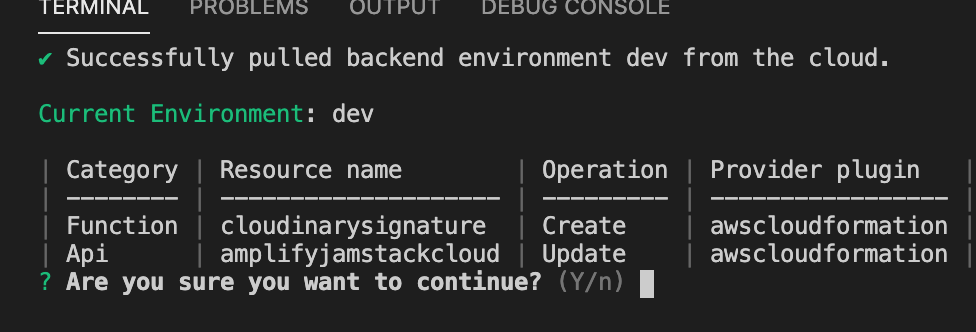 TERMINAL PROBLEMS OUTPUT DEBUG CONSOLE
✔ Successfully pulled backend environment dev from the cloud.
Current Environment: dev
| Category | Resource name | Operation | Provider plugin |
| -------- | -------------------- | --------- | ----------------- |
| Function | cloudinarysignature | Create | awscloudformation |
| Api | amplifyjamstackcloud | Update | awscloudformation |
? Are you sure you want to continue? (Y/n)